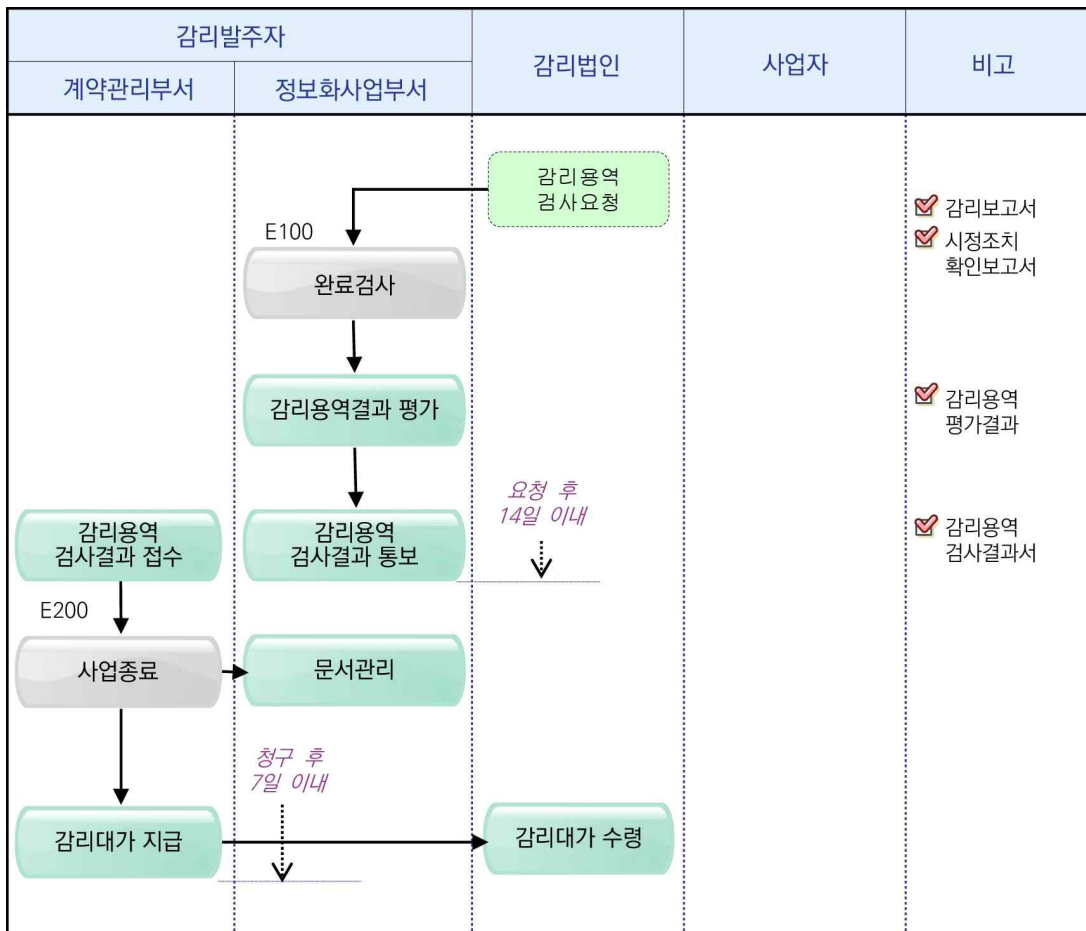 감리발주자
감리법인
사업자
비고
계약관리부서
정보화사업부서
감리용역
검사요청
감리보고서
시정조치
확인보고서
E100
완료검사
감리용역결과 평가
감리용역
평가결과
요청 후
14일 이내
감리용역
검사결과 접수
감리용역
검사결과 통보
감리용역
검사결과서
E200
사업종료
문서관리
청구 후
7일 이내
감리대가 지급
감리대가 수령